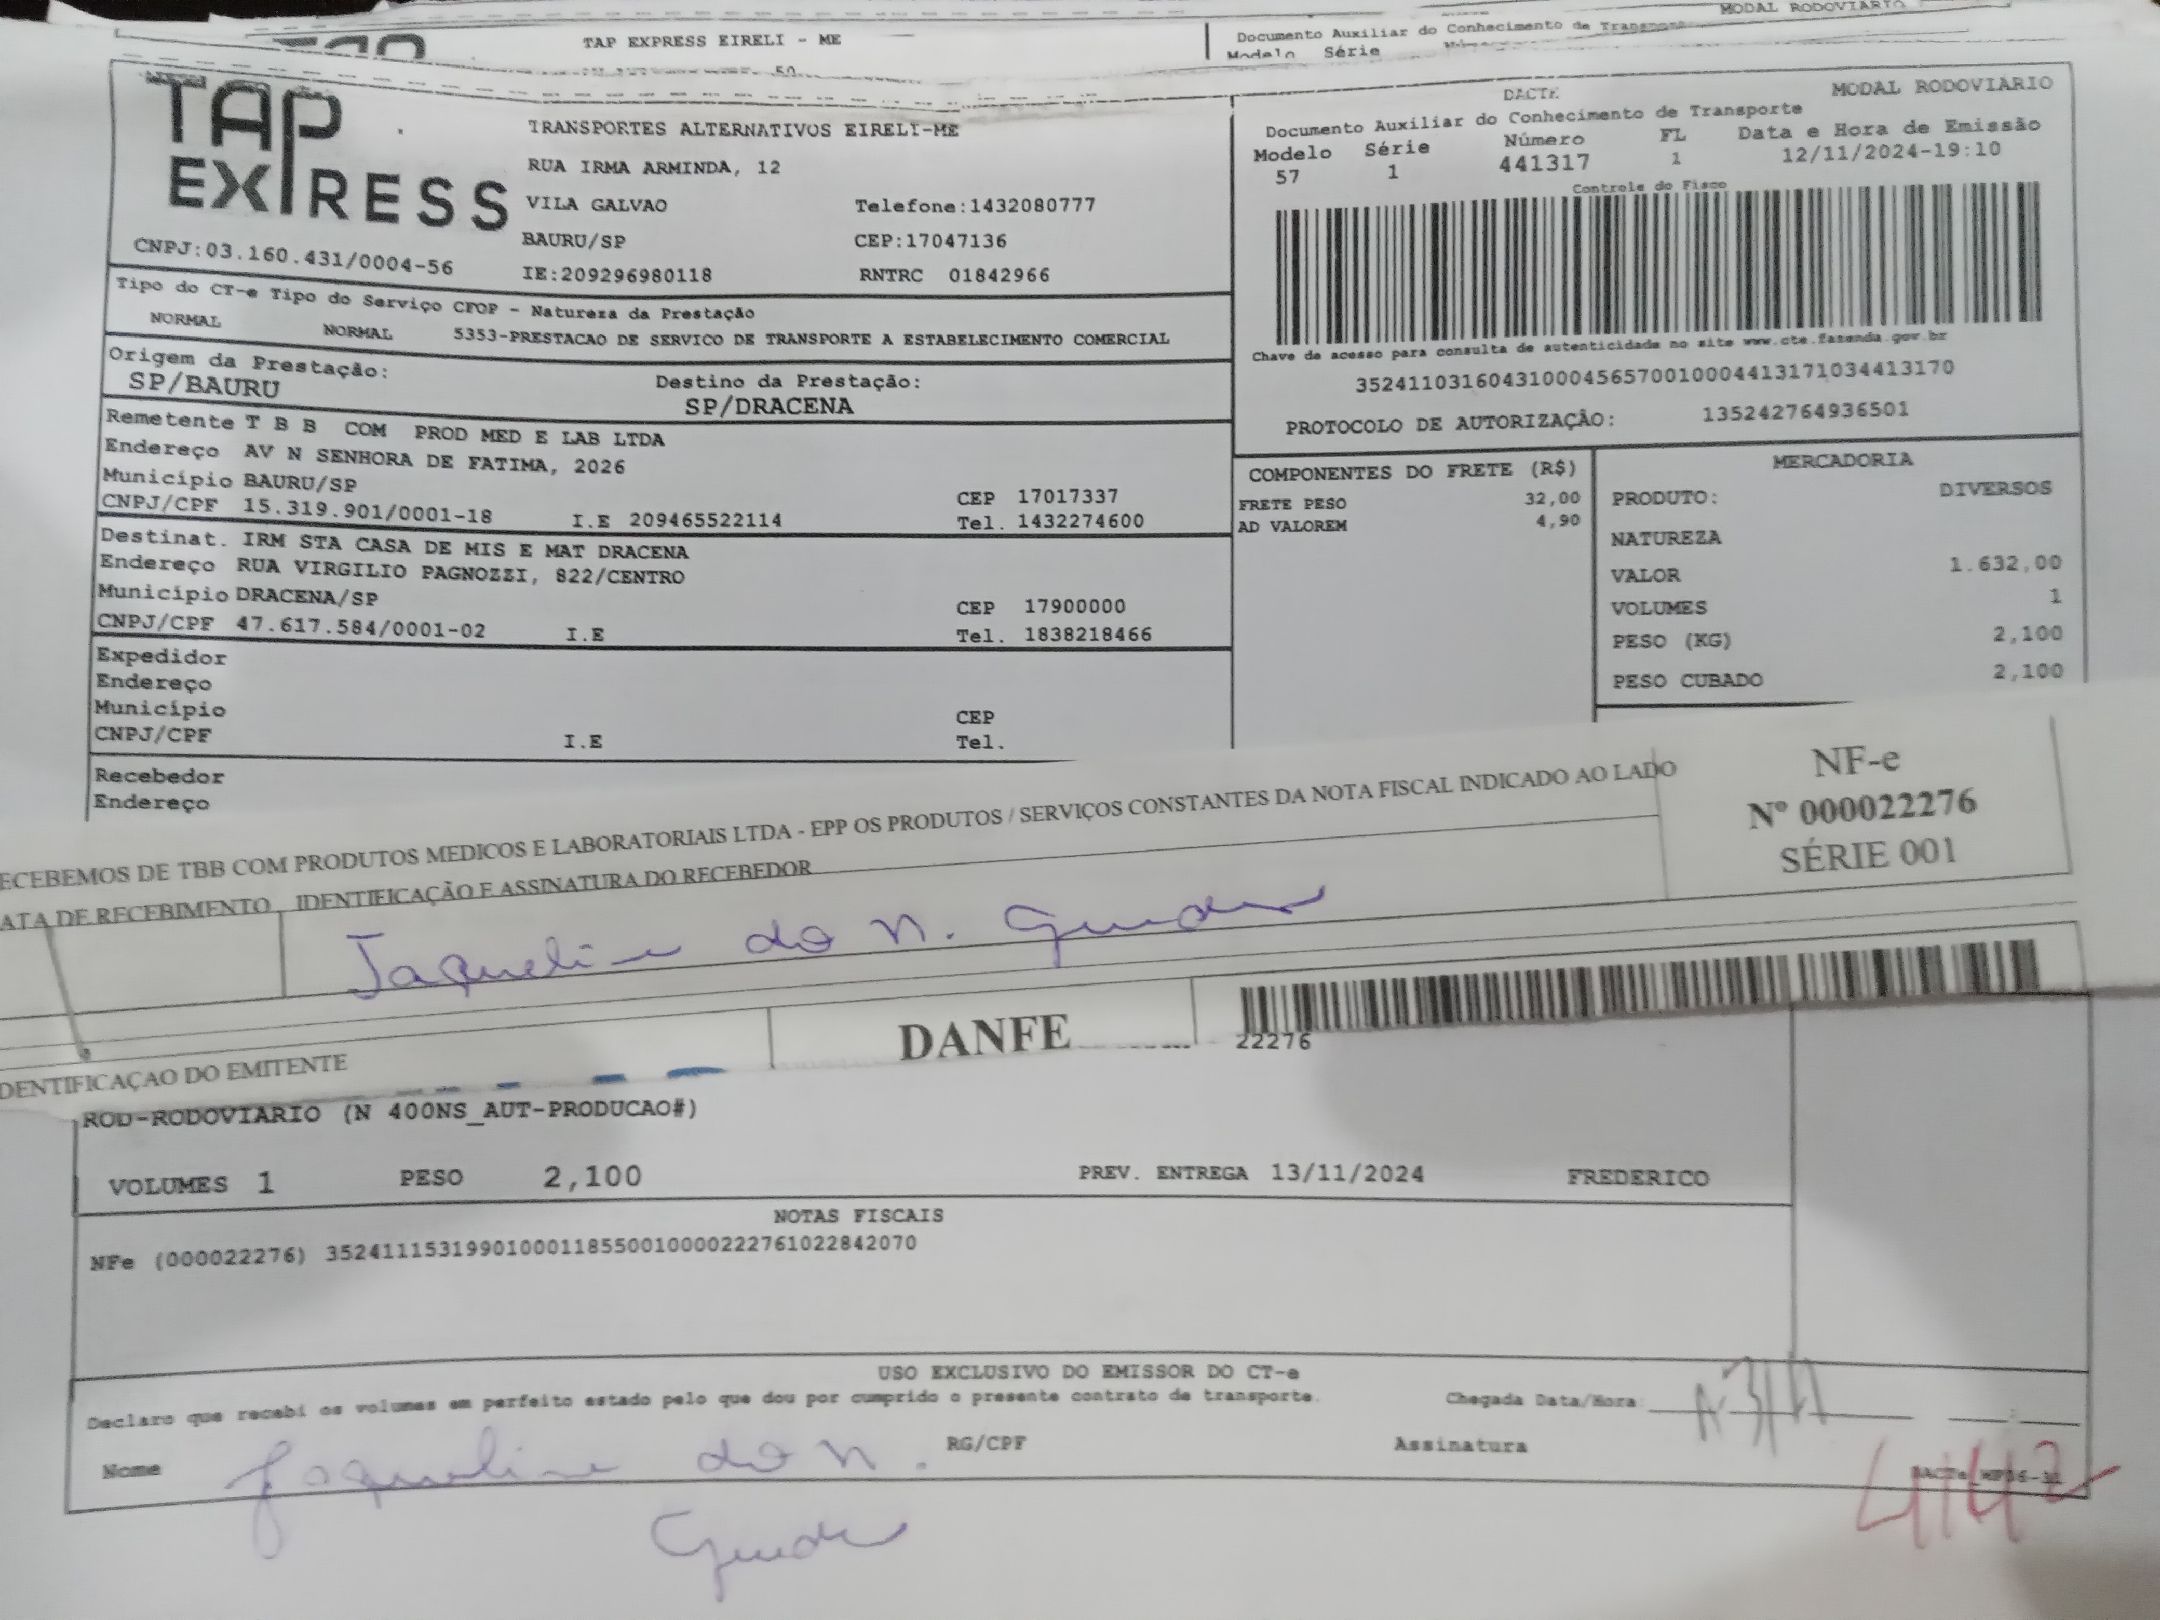 MODAL RODOVIARIO
TAP EXPRESS EIRELI - ME
Documento Auxiliar do Conhecimento de Transporte
Modelo Série
TAP EXPRESS
CNPJ:03.160.431/0004-56
TRANSPORTES ALTERNATIVOS EIRELI-ME
RUA IRMA ARMINDA, 12
VILA GALVAO Telefone:1432080777
BAURU/SP CEP:17047136
IE:209296980118 RNTRC 01842966
DACTE MODAL RODOVIARIO
Documento Auxiliar do Conhecimento de Transporte
Modelo Série Número FL Data e Hora de Emissão
57 1 441317 1 12/11/2024-19:10
Controle do Fisco
Chave de acesso para consulta de autenticidade no site www.cte.fazenda.gov.br
35241103160431000456570010004413171034413170
PROTOCOLO DE AUTORIZAÇÃO: 135242764936501
Tipo do CT-e Tipo do Serviço CFOP - Natureza da Prestação
NORMAL NORMAL 5353-PRESTACAO DE SERVICO DE TRANSPORTE A ESTABELECIMENTO COMERCIAL
Origem da Prestação: Destino da Prestação:
SP/BAURU SP/DRACENA
Remetente T B B COM PROD MED E LAB LTDA
Endereço AV N SENHORA DE FATIMA, 2026
Município BAURU/SP CEP 17017337
CNPJ/CPF 15.319.901/0001-18 I.E 209465522114 Tel. 1432274600
Destinat. IRM STA CASA DE MIS E MAT DRACENA
Endereço RUA VIRGILIO PAGNOZZI, 822/CENTRO
Município DRACENA/SP CEP 17900000
CNPJ/CPF 47.617.584/0001-02 I.E Tel. 1838218466
Expedidor
Endereço
Município CEP
CNPJ/CPF I.E Tel.
Recebedor
Endereço
COMPONENTES DO FRETE (R$)
FRETE PESO 32,00
AD VALOREM 4,90
MERCADORIA
PRODUTO: DIVERSOS
NATUREZA
VALOR 1.632,00
VOLUMES 1
PESO (KG) 2,100
PESO CUBADO 2,100
ECEBEMOS DE TBB COM PRODUTOS MEDICOS E LABORATORIAIS LTDA - EPP OS PRODUTOS / SERVIÇOS CONSTANTES DA NOTA FISCAL INDICADO AO LADO
ATA DE RECEBIMENTO IDENTIFICAÇÃO E ASSINATURA DO RECEBEDOR
NF-e
Nº 000022276
SÉRIE 001
Jaqueline do N.
DENTIFICAÇAO DO EMITENTE
DANFE
22276
ROD-RODOVIARIO (N 400NS_AUT-PRODUCAO#)
VOLUMES 1 PESO 2,100 PREV. ENTREGA 13/11/2024 FREDERICO
NOTAS FISCAIS
NFe (000022276) 35241115319901000118550010000222761022842070
USO EXCLUSIVO DO EMISSOR DO CT-e
Declaro que recebi os volumes em perfeito estado pelo que dou por cumprido o presente contrato de transporte. Chegada Data/Hora
Nome Jaqueline do N. RG/CPF Assinatura